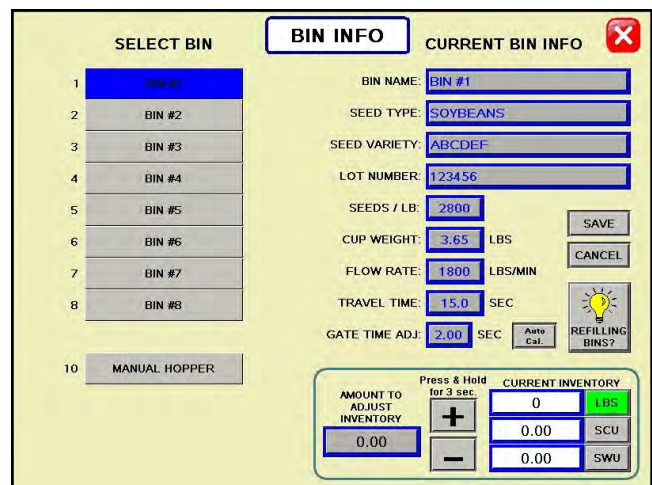 BIN INFO
SELECT BIN
1
2 BIN #2
3 BIN #3
4 BIN #4
5 BIN #5
6 BIN #6
7 BIN #7
8 BIN #8
10 MANUAL HOPPER
CURRENT BIN INFO
X
BIN NAME: BIN #1
SEED TYPE: SOYBEANS
SEED VARIETY: ABCDEF
LOT NUMBER: 123456
SEEDS / LB: 2800
CUP WEIGHT: 3.65 LBS
FLOW RATE: 1800 LBS/MIN
TRAVEL TIME: 15.0 SEC
GATE TIME ADJ: 2.00 SEC
Auto
Cal.
SAVE
CANCEL
REFILLING
BINS?
AMOUNT TO
ADJUST
INVENTORY
0.00
Press & Hold
for 3 sec.
+
−
CURRENT INVENTORY
0 LBS
0.00 SCU
0.00 SWU